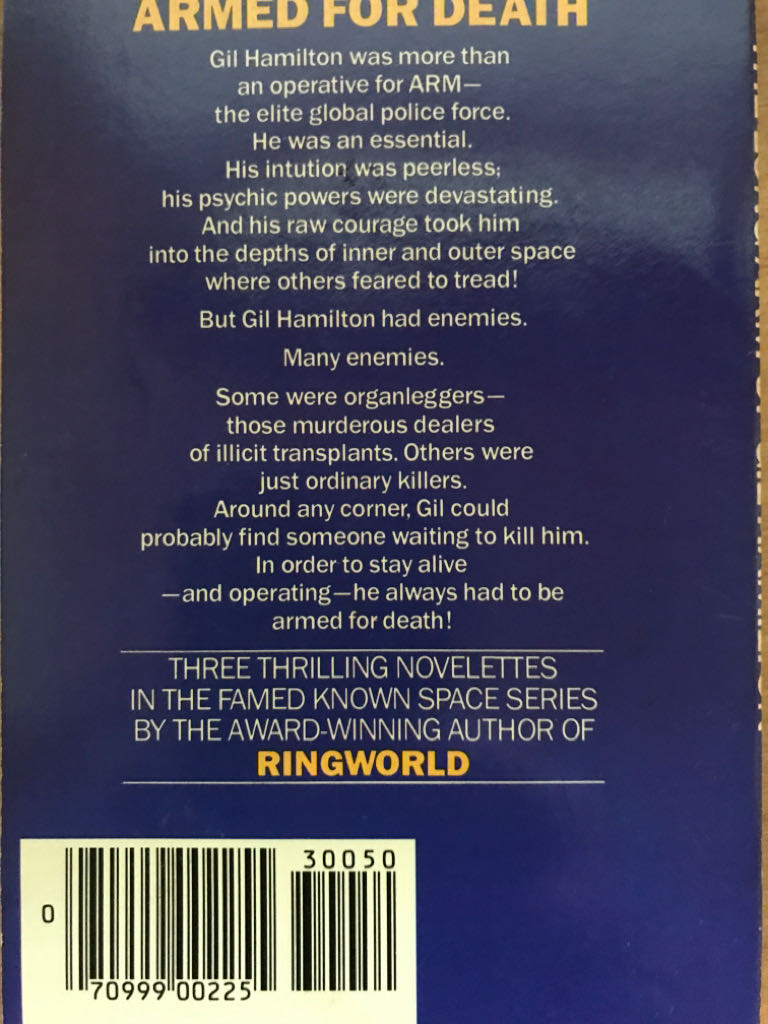 ARMED FOR DEATH
Gil Hamilton was more than
an operative for ARM—
the elite global police force.
He was an essential.
His intution was peerless;
his psychic powers were devastating.
And his raw courage took him
into the depths of inner and outer space
where others feared to tread!
But Gil Hamilton had enemies.
Many enemies.
Some were organleggers—
those murderous dealers
of illicit transplants. Others were
just ordinary killers.
Around any corner, Gil could
probably find someone waiting to kill him.
In order to stay alive
—and operating—he always had to be
armed for death!
THREE THRILLING NOVELETTES
IN THE FAMED KNOWN SPACE SERIES
BY THE AWARD-WINNING AUTHOR OF
RINGWORLD
30050
0
70999 00225